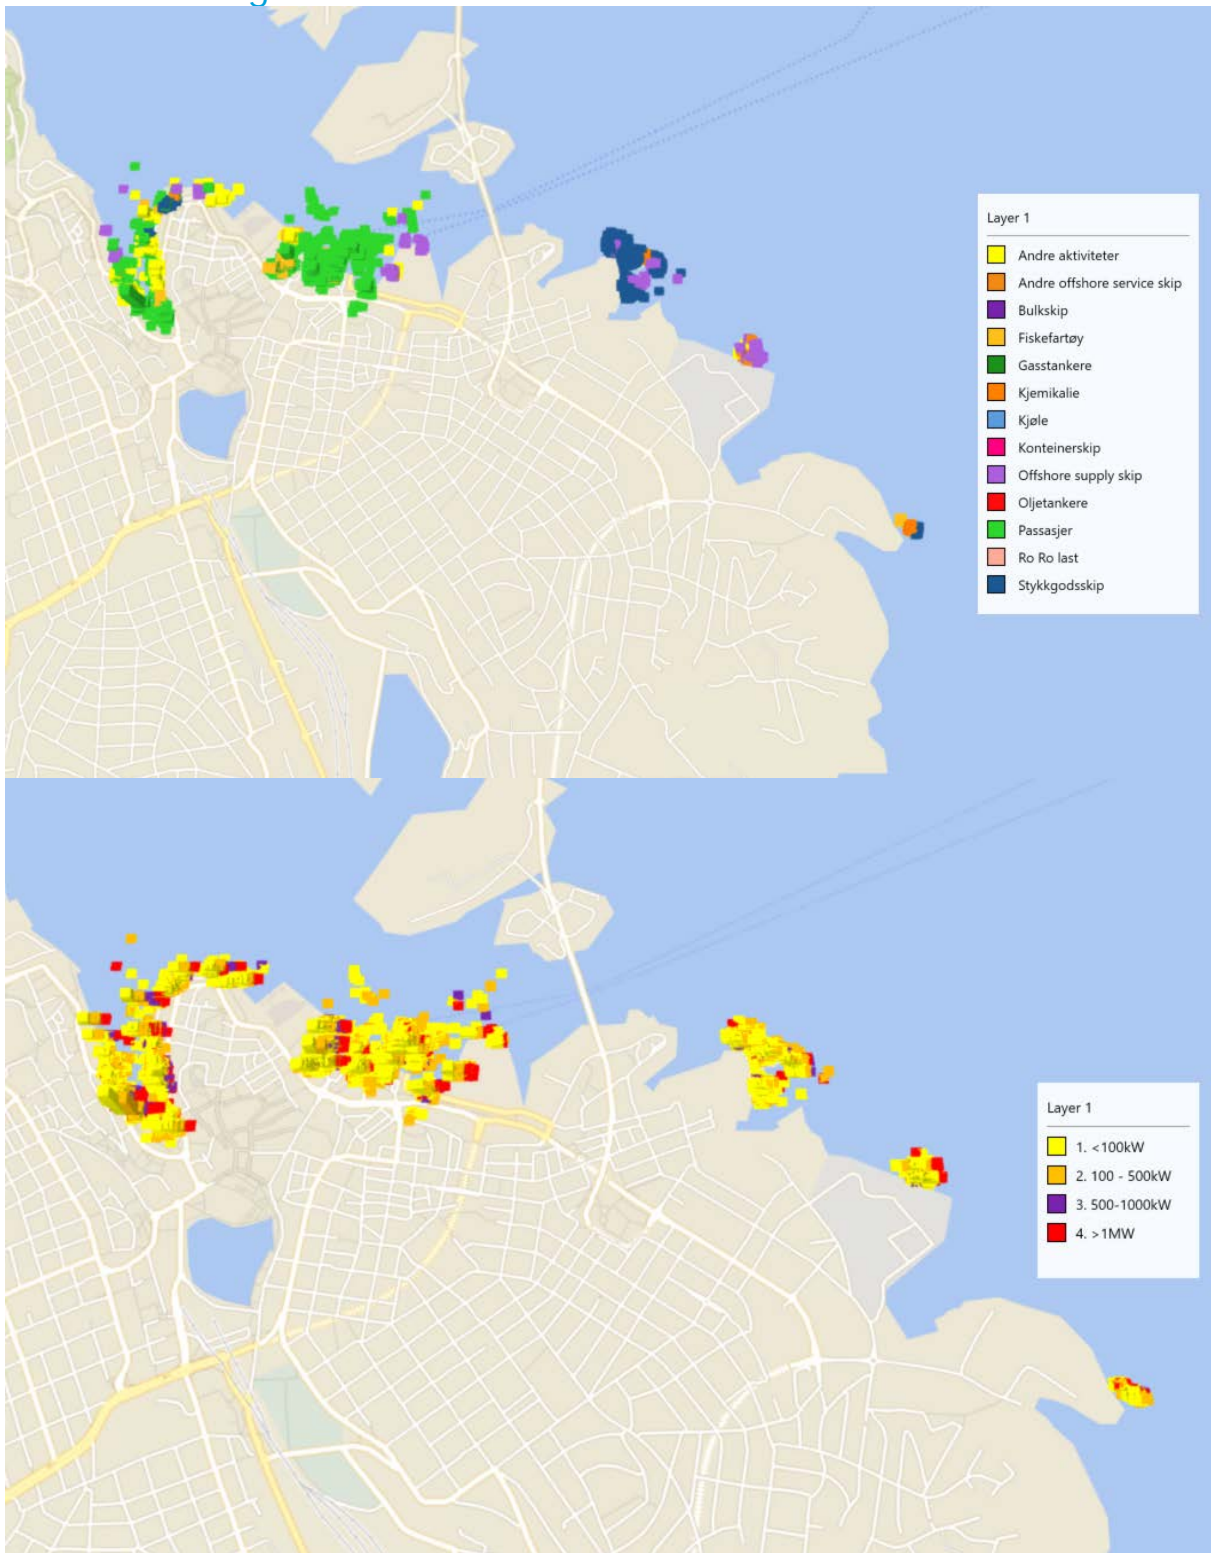 Layer 1
Andre aktiviteter
Andre offshore service skip
Bulkskip
Fiskefartøy
Gasstankere
Kjemikalie
Kjøle
Konteinerskip
Offshore supply skip
Oljetankere
Passasjer
Ro Ro last
Stykkgodsskip
Layer 1
1. <100kW
2. 100 - 500kW
3. 500-1000kW
4. >1MW